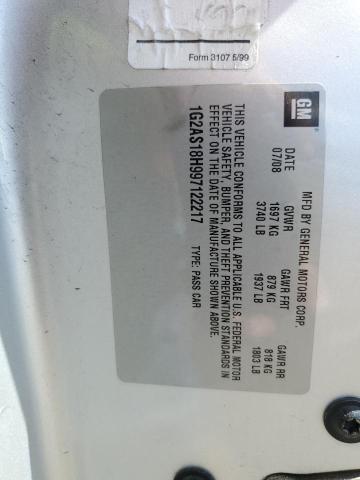 Form 3107 5/99
GM
MFD BY GENERAL MOTORS CORP.
DATE GVWR GAWR FRT GAWR RR
07/08 1697 KG 879 KG 818 KG
3740 LB 1937 LB 1803 LB
THIS VEHICLE CONFORMS TO ALL APPLICABLE U.S. FEDERAL MOTOR
VEHICLE SAFETY, BUMPER, AND THEFT PREVENTION STANDARDS IN
EFFECT ON THE DATE OF MANUFACTURE SHOWN ABOVE.
1G2AS18H997122217 TYPE: PASS CAR